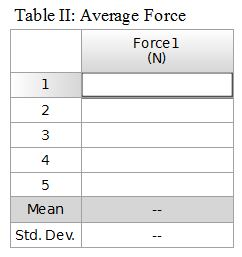 Table II: Average Force
Force1
(N)
1
2
3
4
5
Mean --
Std. Dev. --